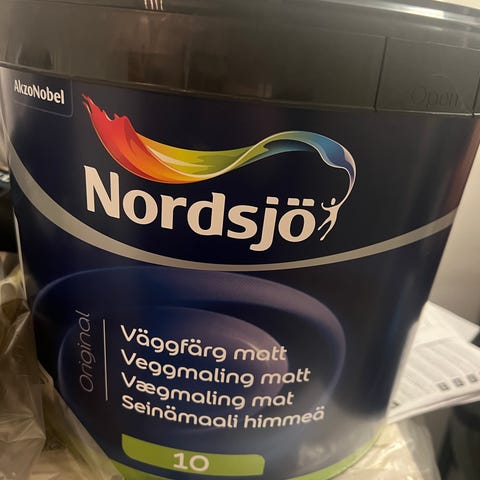 Open
AkzoNobel
Nordsjö
Original
Väggfärg matt
Veggmaling matt
Vægmaling mat
Seinämaali himmeä
10